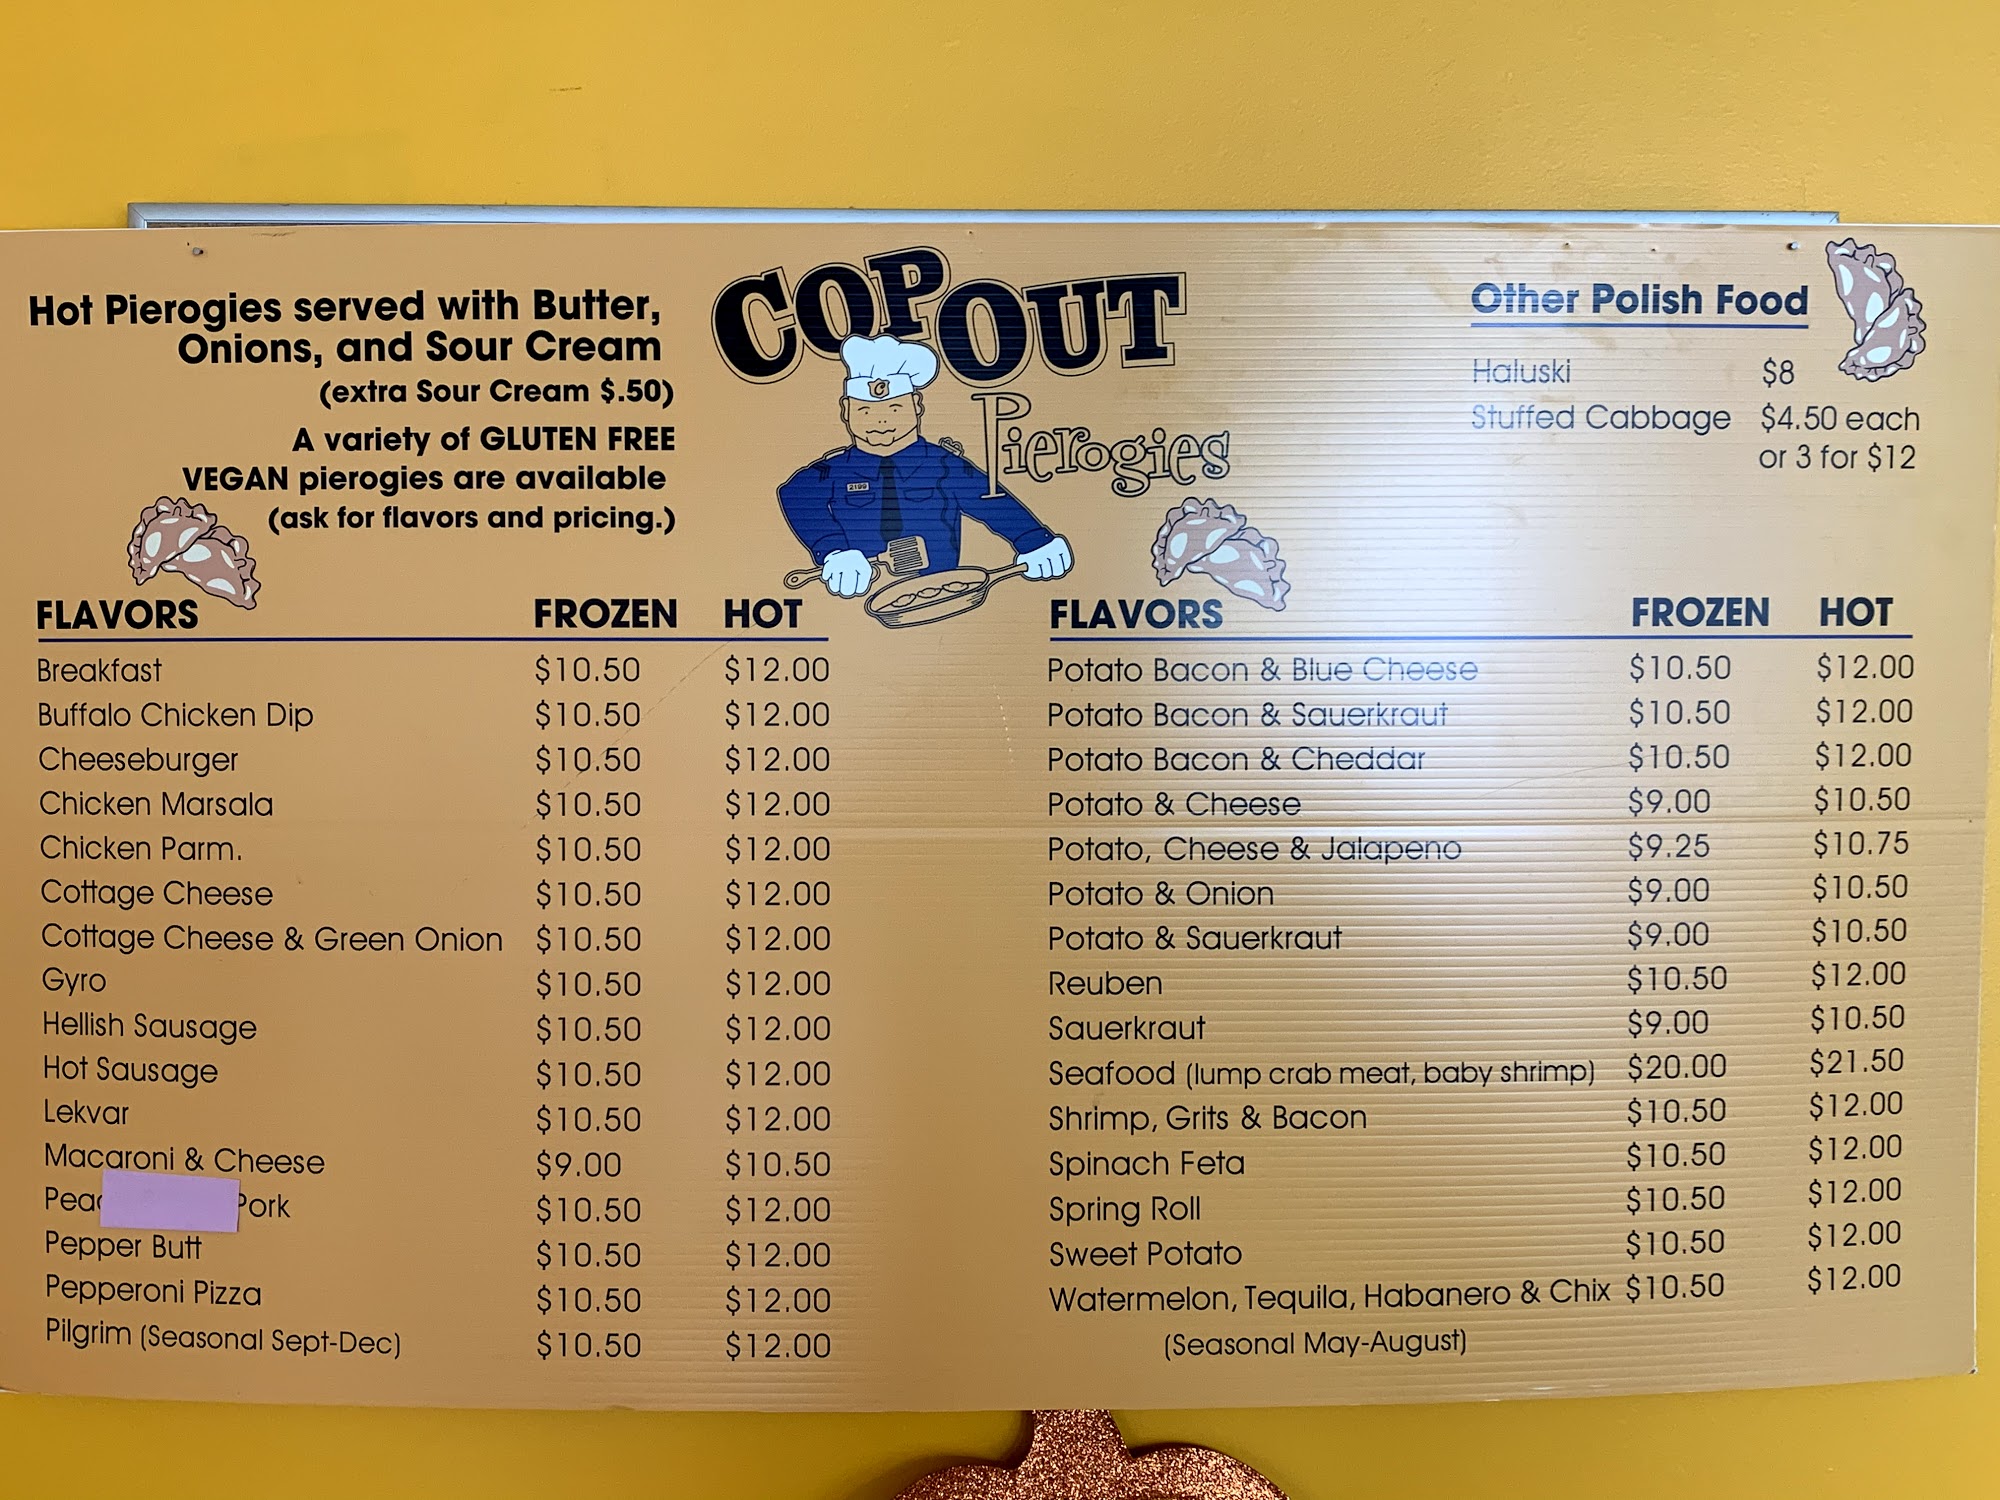 Hot Pierogies served with Butter,
Onions, and Sour Cream
(extra Sour Cream $.50)
A variety of GLUTEN FREE
VEGAN pierogies are available
(ask for flavors and pricing.)
COP OUT
Pierogies
C
2199
Other Polish Food
Haluski $8
Stuffed Cabbage $4.50 each
or 3 for $12
FLAVORS FROZEN HOT
Breakfast $10.50 $12.00
Buffalo Chicken Dip $10.50 $12.00
Cheeseburger $10.50 $12.00
Chicken Marsala $10.50 $12.00
Chicken Parm. $10.50 $12.00
Cottage Cheese $10.50 $12.00
Cottage Cheese & Green Onion $10.50 $12.00
Gyro $10.50 $12.00
Hellish Sausage $10.50 $12.00
Hot Sausage $10.50 $12.00
Lekvar $10.50 $12.00
Macaroni & Cheese $9.00 $10.50
Pork $10.50 $12.00
Pepper Butt $10.50 $12.00
Pepperoni Pizza $10.50 $12.00
Pilgrim (Seasonal Sept-Dec) $10.50 $12.00
FLAVORS FROZEN HOT
Potato Bacon & Blue Cheese $10.50 $12.00
Potato Bacon & Sauerkraut $10.50 $12.00
Potato Bacon & Cheddar $10.50 $12.00
Potato & Cheese $9.00 $10.50
Potato, Cheese & Jalapeno $9.25 $10.75
Potato & Onion $9.00 $10.50
Potato & Sauerkraut $9.00 $10.50
Reuben $10.50 $12.00
Sauerkraut $9.00 $10.50
Seafood (lump crab meat, baby shrimp) $20.00 $21.50
Shrimp, Grits & Bacon $10.50 $12.00
Spinach Feta $10.50 $12.00
Spring Roll $10.50 $12.00
Sweet Potato $10.50 $12.00
Watermelon, Tequila, Habanero & Chix $10.50 $12.00
(Seasonal May-August)